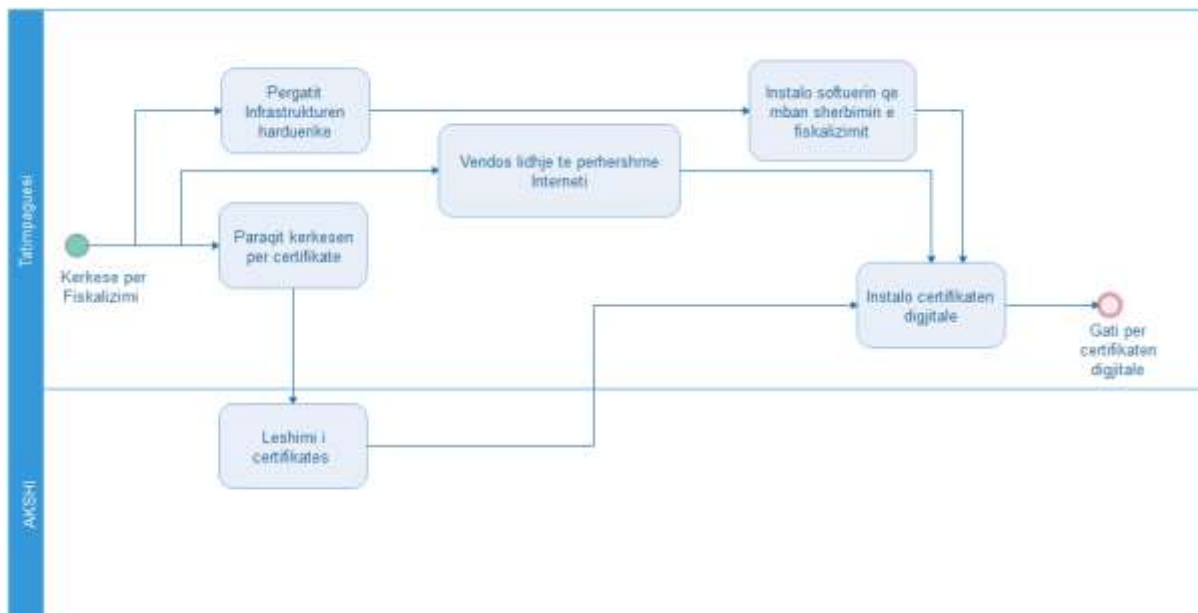 Tatimpaguesi
Pergatit
Infrastrukturen
harduerike
Instalo softuerin qe
mban sherbimin e
fiskalizimit
Vendos lidhje te perhershme
Interneti
Paraqit kerkesen
per certifikate
Kerkese per
Fiskalizimi
Instalo certifikaten
digjitale
Gati per
certifikaten
digjitale
AKSHI
Leshimi i
certifikates